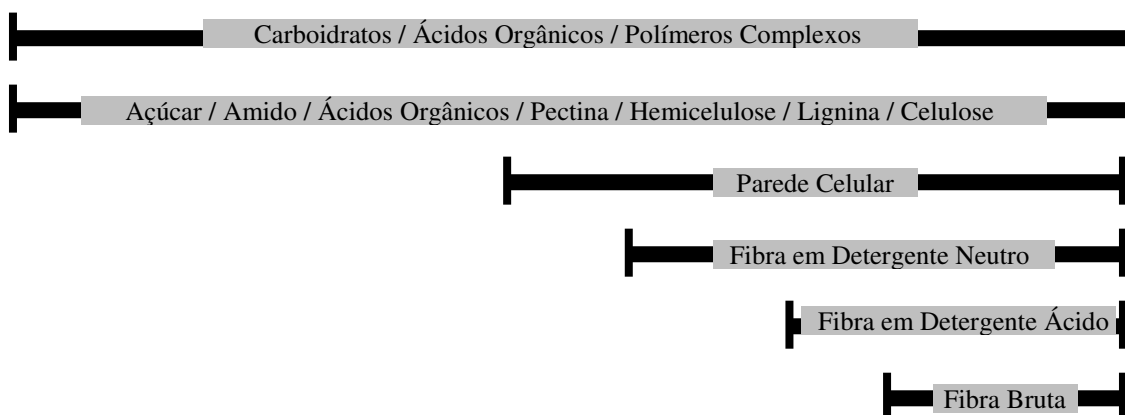 Carboidratos / Ácidos Orgânicos / Polímeros Complexos
Açúcar / Amido / Ácidos Orgânicos / Pectina / Hemicelulose / Lignina / Celulose
Parede Celular
Fibra em Detergente Neutro
Fibra em Detergente Ácido
Fibra Bruta